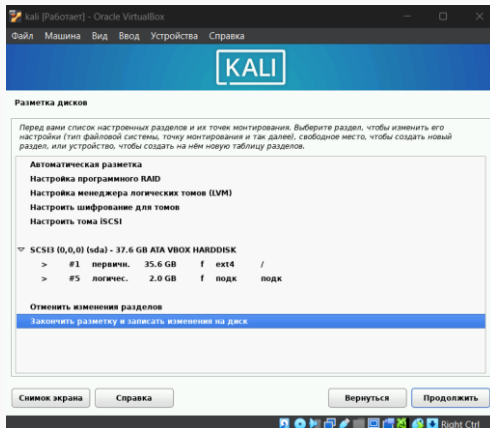 kali [Работает] - Oracle VirtualBox
Файл Машина Вид Ввод Устройства Справка
KALI
Разметка дисков
Перед вами список настроенных разделов и их точек монтирования. Выберите раздел, чтобы изменить его
настройки (тип файловой системы, точку монтирования и так далее), свободное место, чтобы создать новый
раздел, или устройство, чтобы создать на нём новую таблицу разделов.
Автоматическая разметка
Настройка программного RAID
Настройка менеджера логических томов (LVM)
Настроить шифрование для томов
Настроить тома iSCSI
SCSI3 (0,0,0) (sda) - 37.6 GB ATA VBOX HARDDISK
> #1 первичн. 35.6 GB f ext4 /
> #5 логичес. 2.0 GB f подк подк
Отменить изменения разделов
Закончить разметку и записать изменения на диск
Снимок экрана Справка Вернуться Продолжить
Right Ctrl